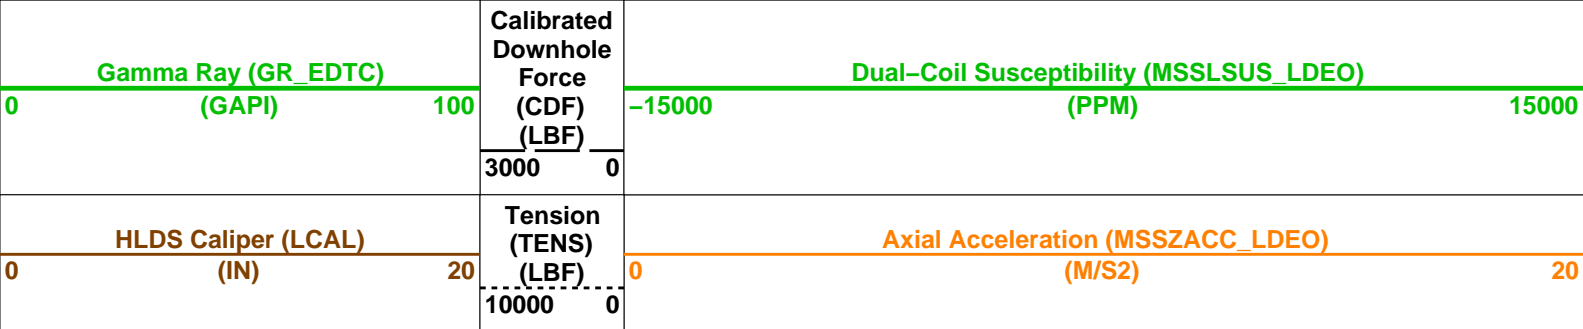 Gamma Ray (GR_EDTC)
0 (GAPI) 100
Calibrated
Downhole
Force
(CDF)
(LBF)
3000 0
Dual−Coil Susceptibility (MSSLSUS_LDEO)
−15000 (PPM) 15000
HLDS Caliper (LCAL)
0 (IN) 20
Tension
(TENS)
(LBF)
10000 0
Axial Acceleration (MSSZACC_LDEO)
0 (M/S2) 20